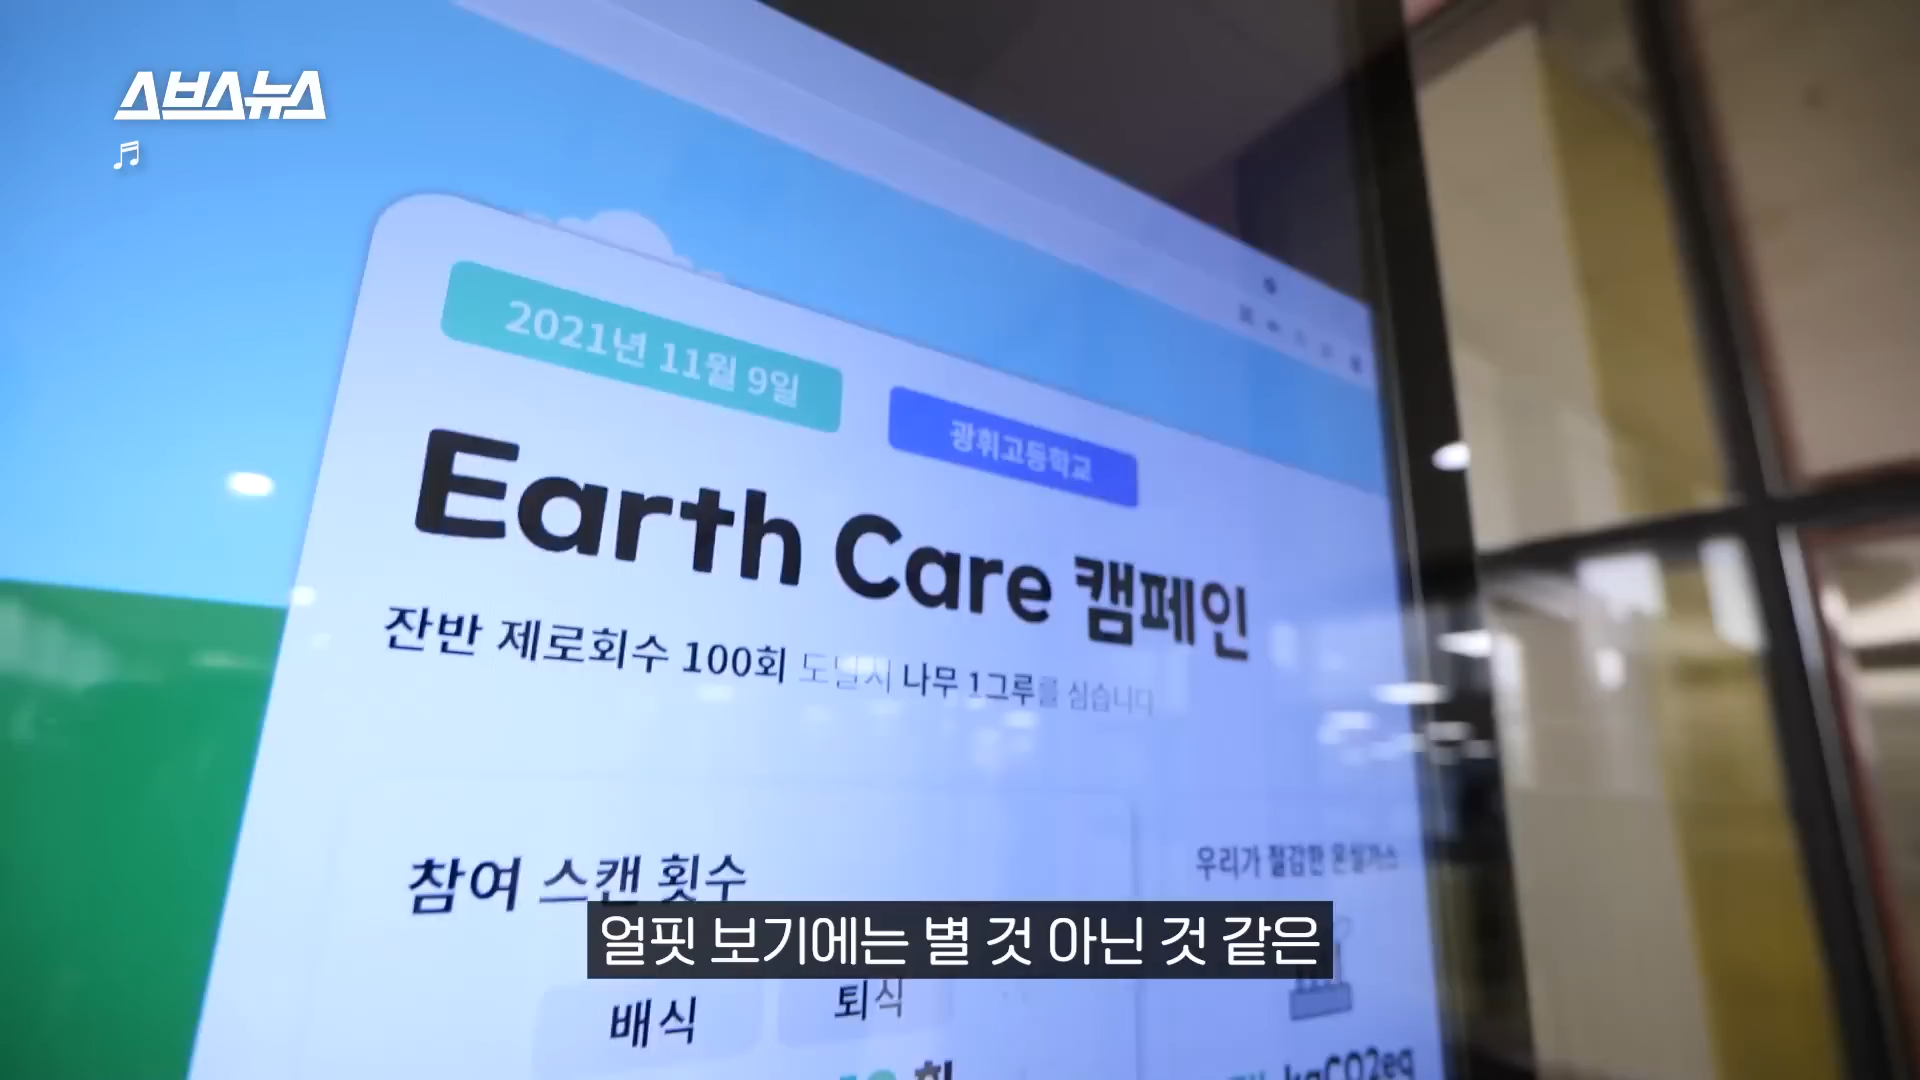 스브스뉴스
2021년 11월 9일
광휘고등학교
Earth Care 캠페인
잔반 제로회수 100회 도달시 나무 1그루를 심습니다
참여 스캔 횟수
우리가 절감한 온실가스
얼핏 보기에는 별 것 아닌 것 같은
배식
퇴식
kgCO2eq